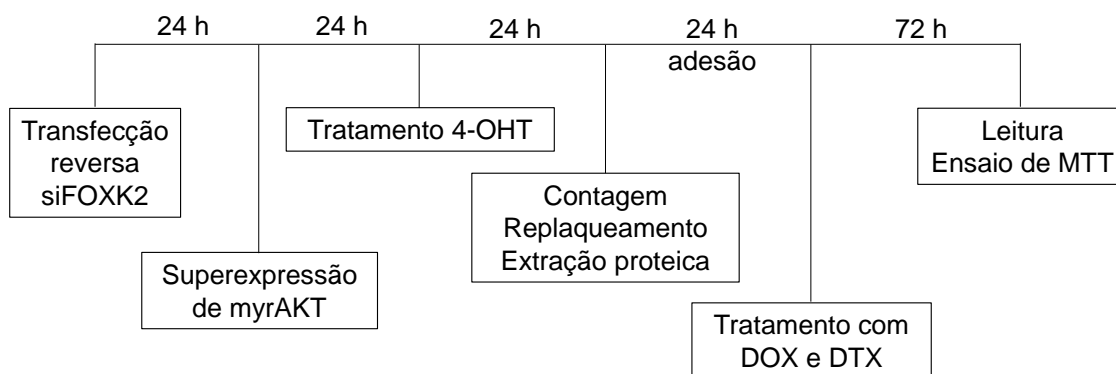 24 h
24 h
24 h
24 h
72 h
adesão
Transfecção
reversa
siFOXK2
Tratamento 4-OHT
Leitura
Ensaio de MTT
Contagem
Replaqueamento
Extração proteica
Superexpressão
de myrAKT
Tratamento com
DOX e DTX